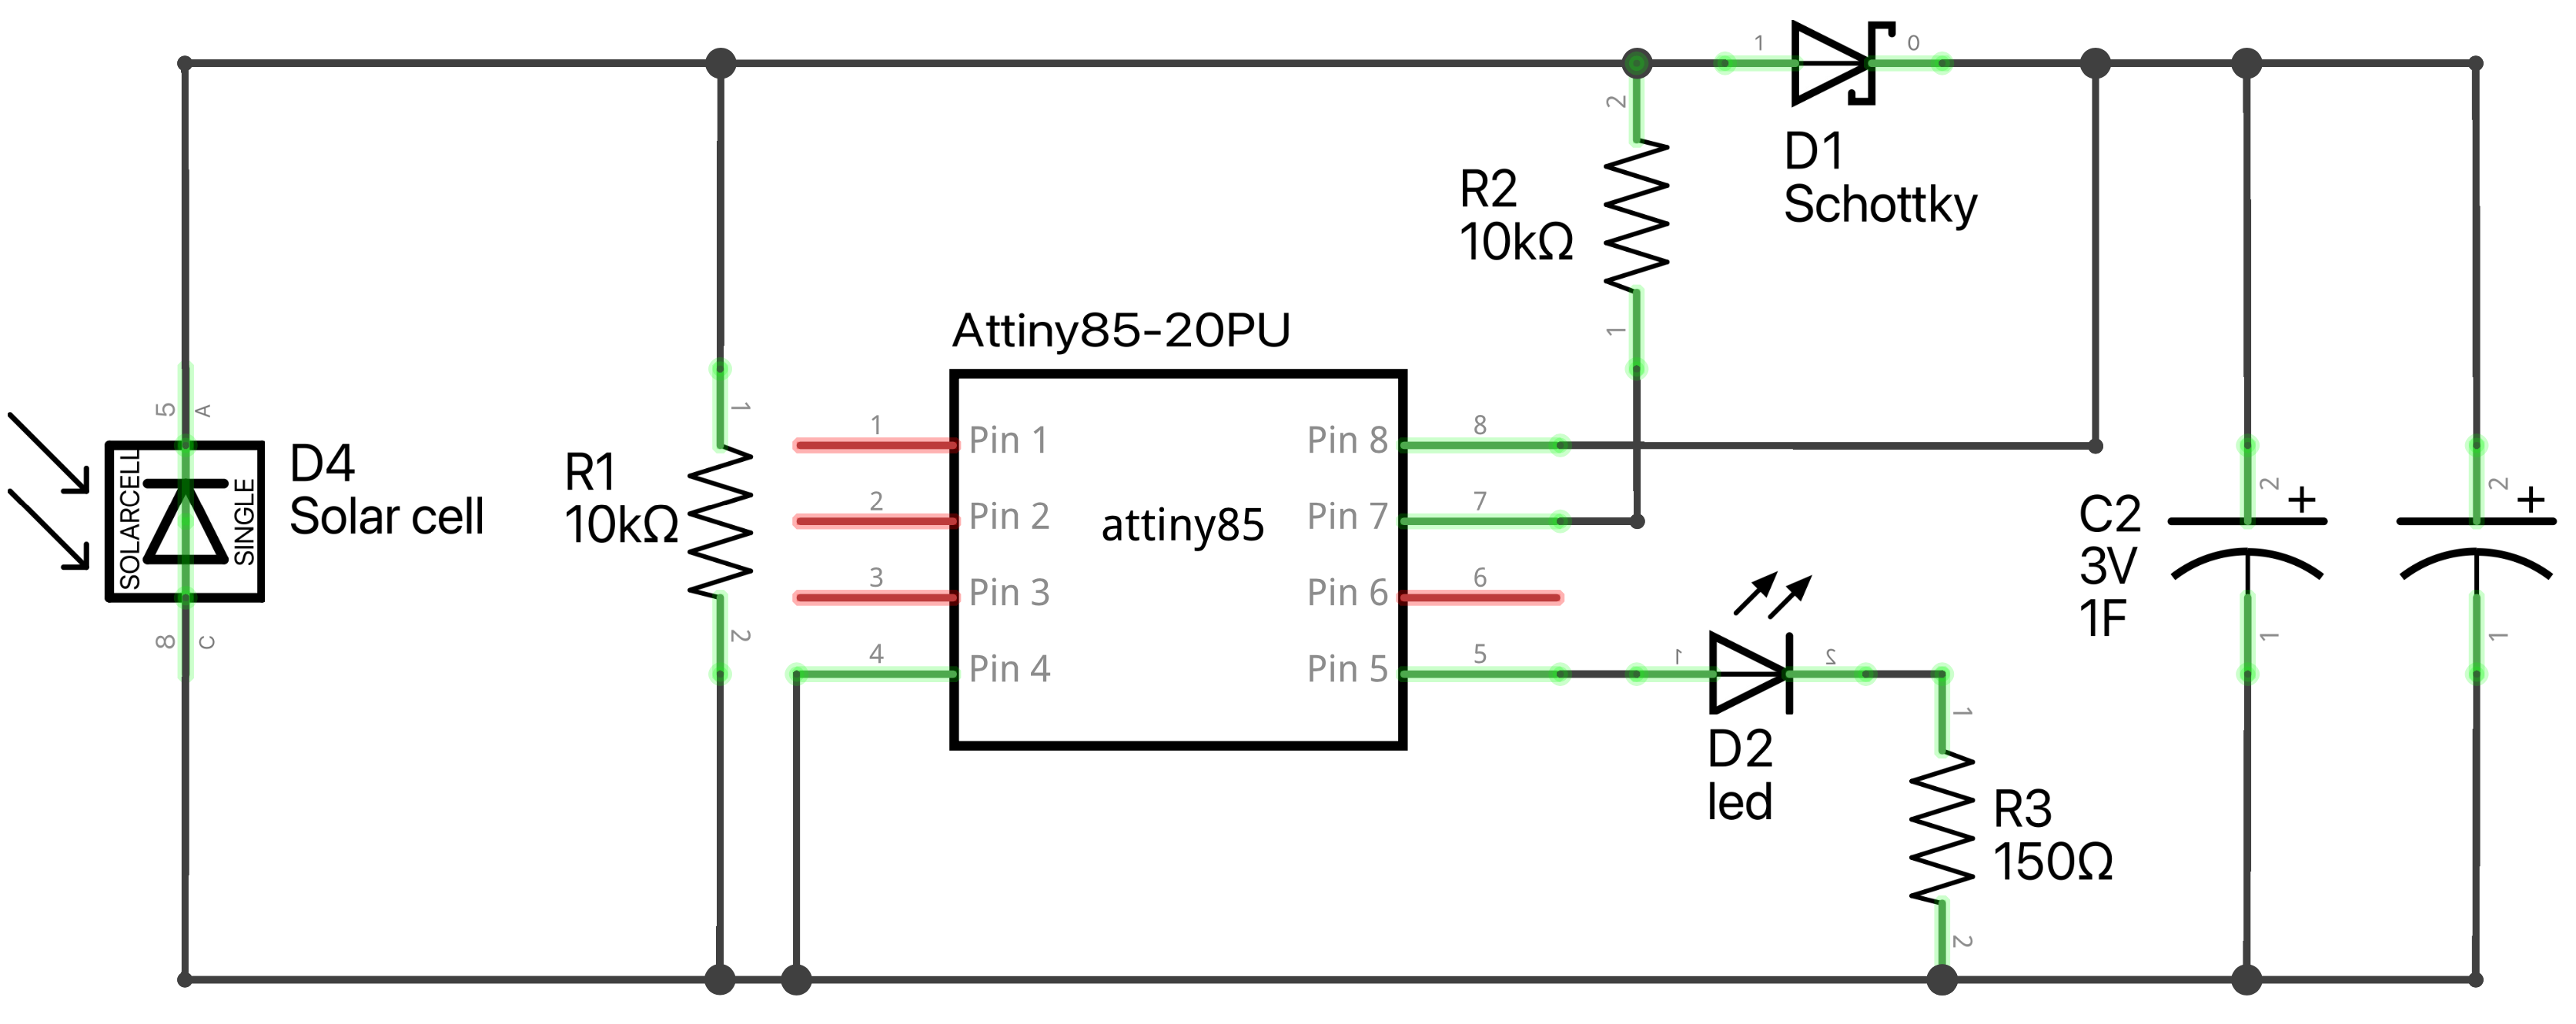 1
0
2
D1
Schottky
R2
10kΩ
1
Attiny85-20PU
5
A
SOLARCELL
SINGLE
D4
Solar cell
8
C
1
R1
10kΩ
2
1
Pin 1
2
Pin 2
3
Pin 3
4
Pin 4
attiny85
Pin 8
8
Pin 7
7
Pin 6
6
Pin 5
5
1
2
D2
led
1
R3
150Ω
2
C2
3V
1F
2
+
1
2
+
1